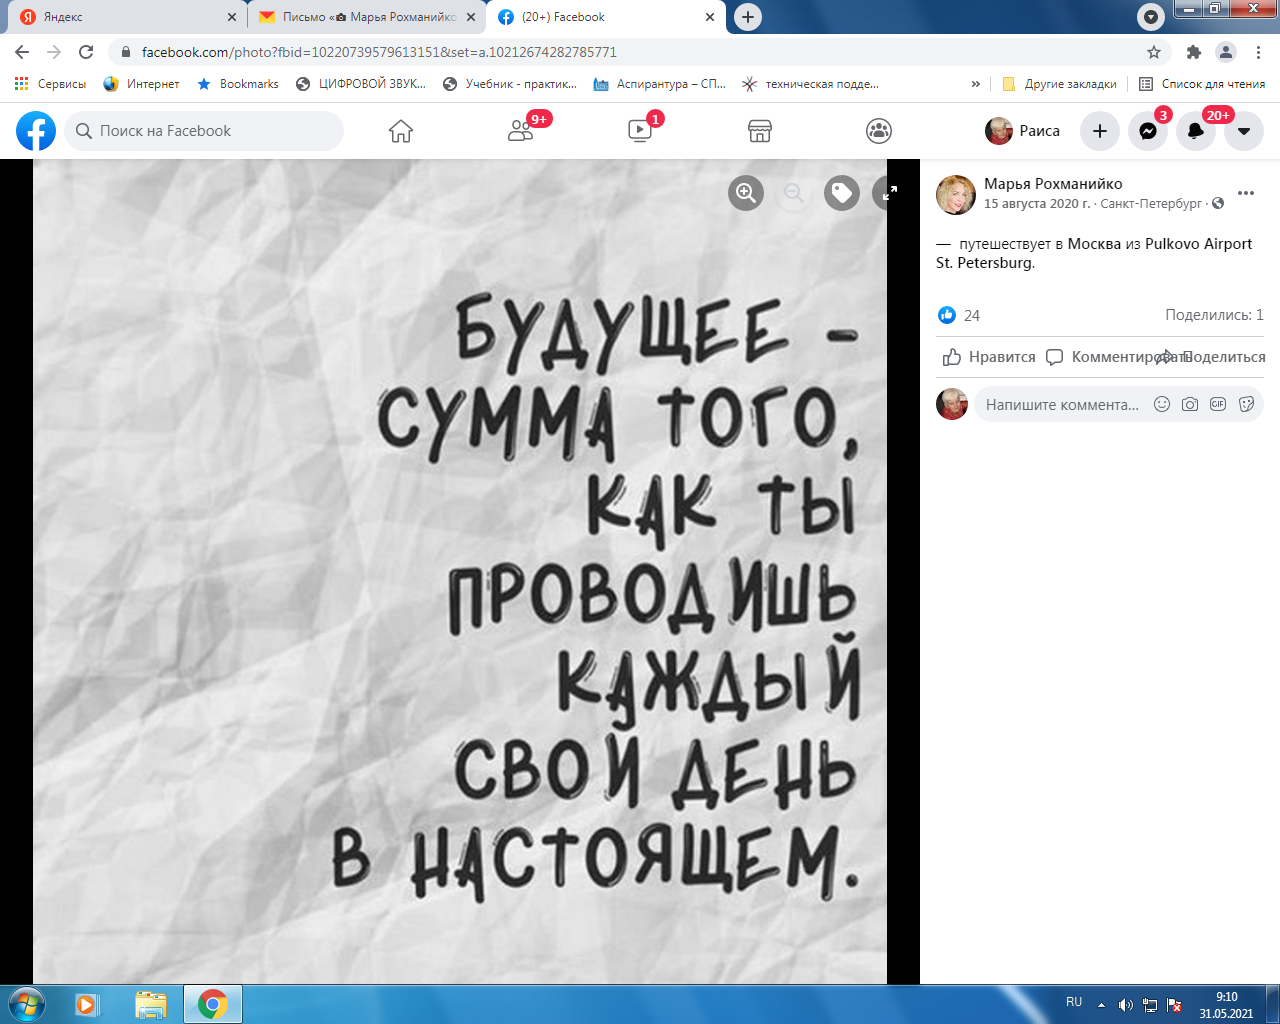 Яндекс
Письмо «📷 Марья Рохманийко
(20+) Facebook
facebook.com/photo?fbid=10220739579613151&set=a.10212674282785771
Сервисы
Интернет
Bookmarks
ЦИФРОВОЙ ЗВУК...
Учебник - практик...
Аспирантура – СП...
техническая подде...
»
Другие закладки
Список для чтения
Поиск на Facebook
9+
1
Раиса
3
20+
БУДУЩЕЕ -
СУММА ТОГО,
КАК ТЫ
ПРОВОДИШЬ
КАЖДЫЙ
СВОЙ ДЕНЬ
В НАСТОЯЩЕМ.
Марья Рохманийко
15 августа 2020 г. · Санкт-Петербург ·
— путешествует в Москва из Pulkovo Airport
St. Petersburg.
24
Поделились: 1
Нравится
Комментировать
Поделиться
Напишите коммента...
GIF
RU
9:10
31.05.2021